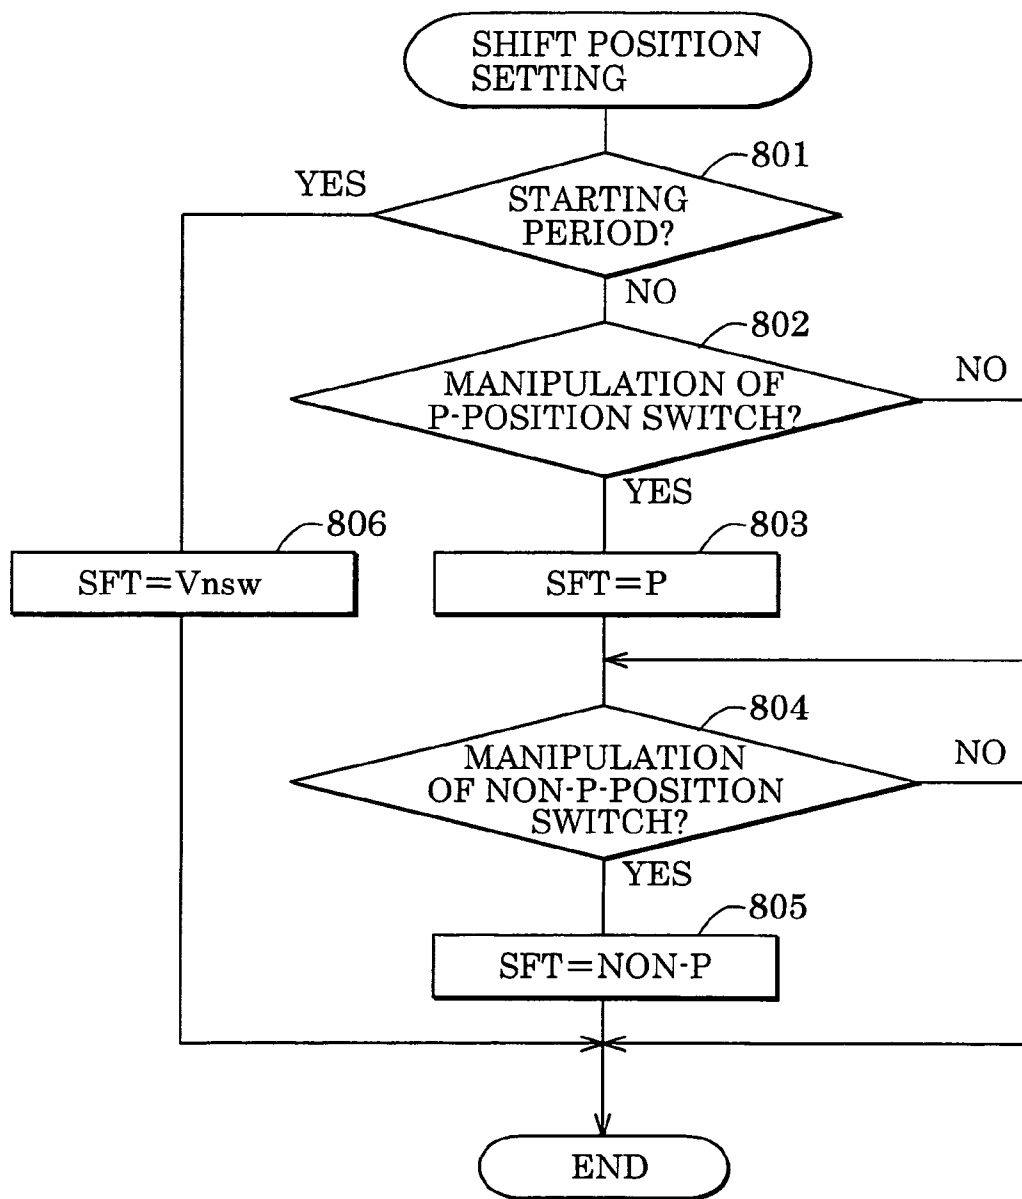 SHIFT POSITION
SETTING
801
YES
STARTING
PERIOD?
NO
802
MANIPULATION OF
P-POSITION SWITCH?
NO
YES
806
803
SFT=Vnsw
SFT=P
804
MANIPULATION
OF NON-P-POSITION
SWITCH?
NO
YES
805
SFT=NON-P
END